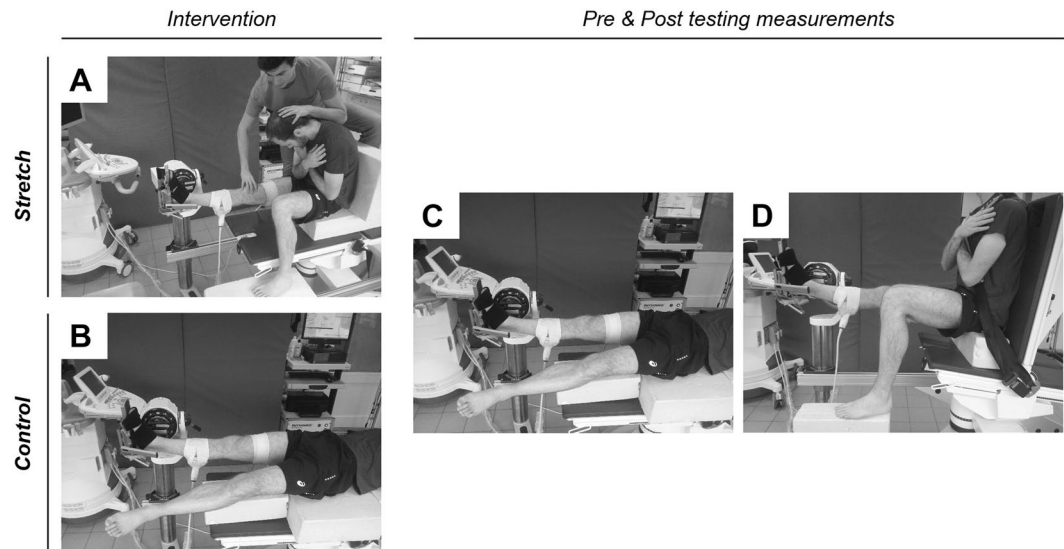 Intervention
Pre & Post testing measurements
Stretch
A
Control
B
C
D